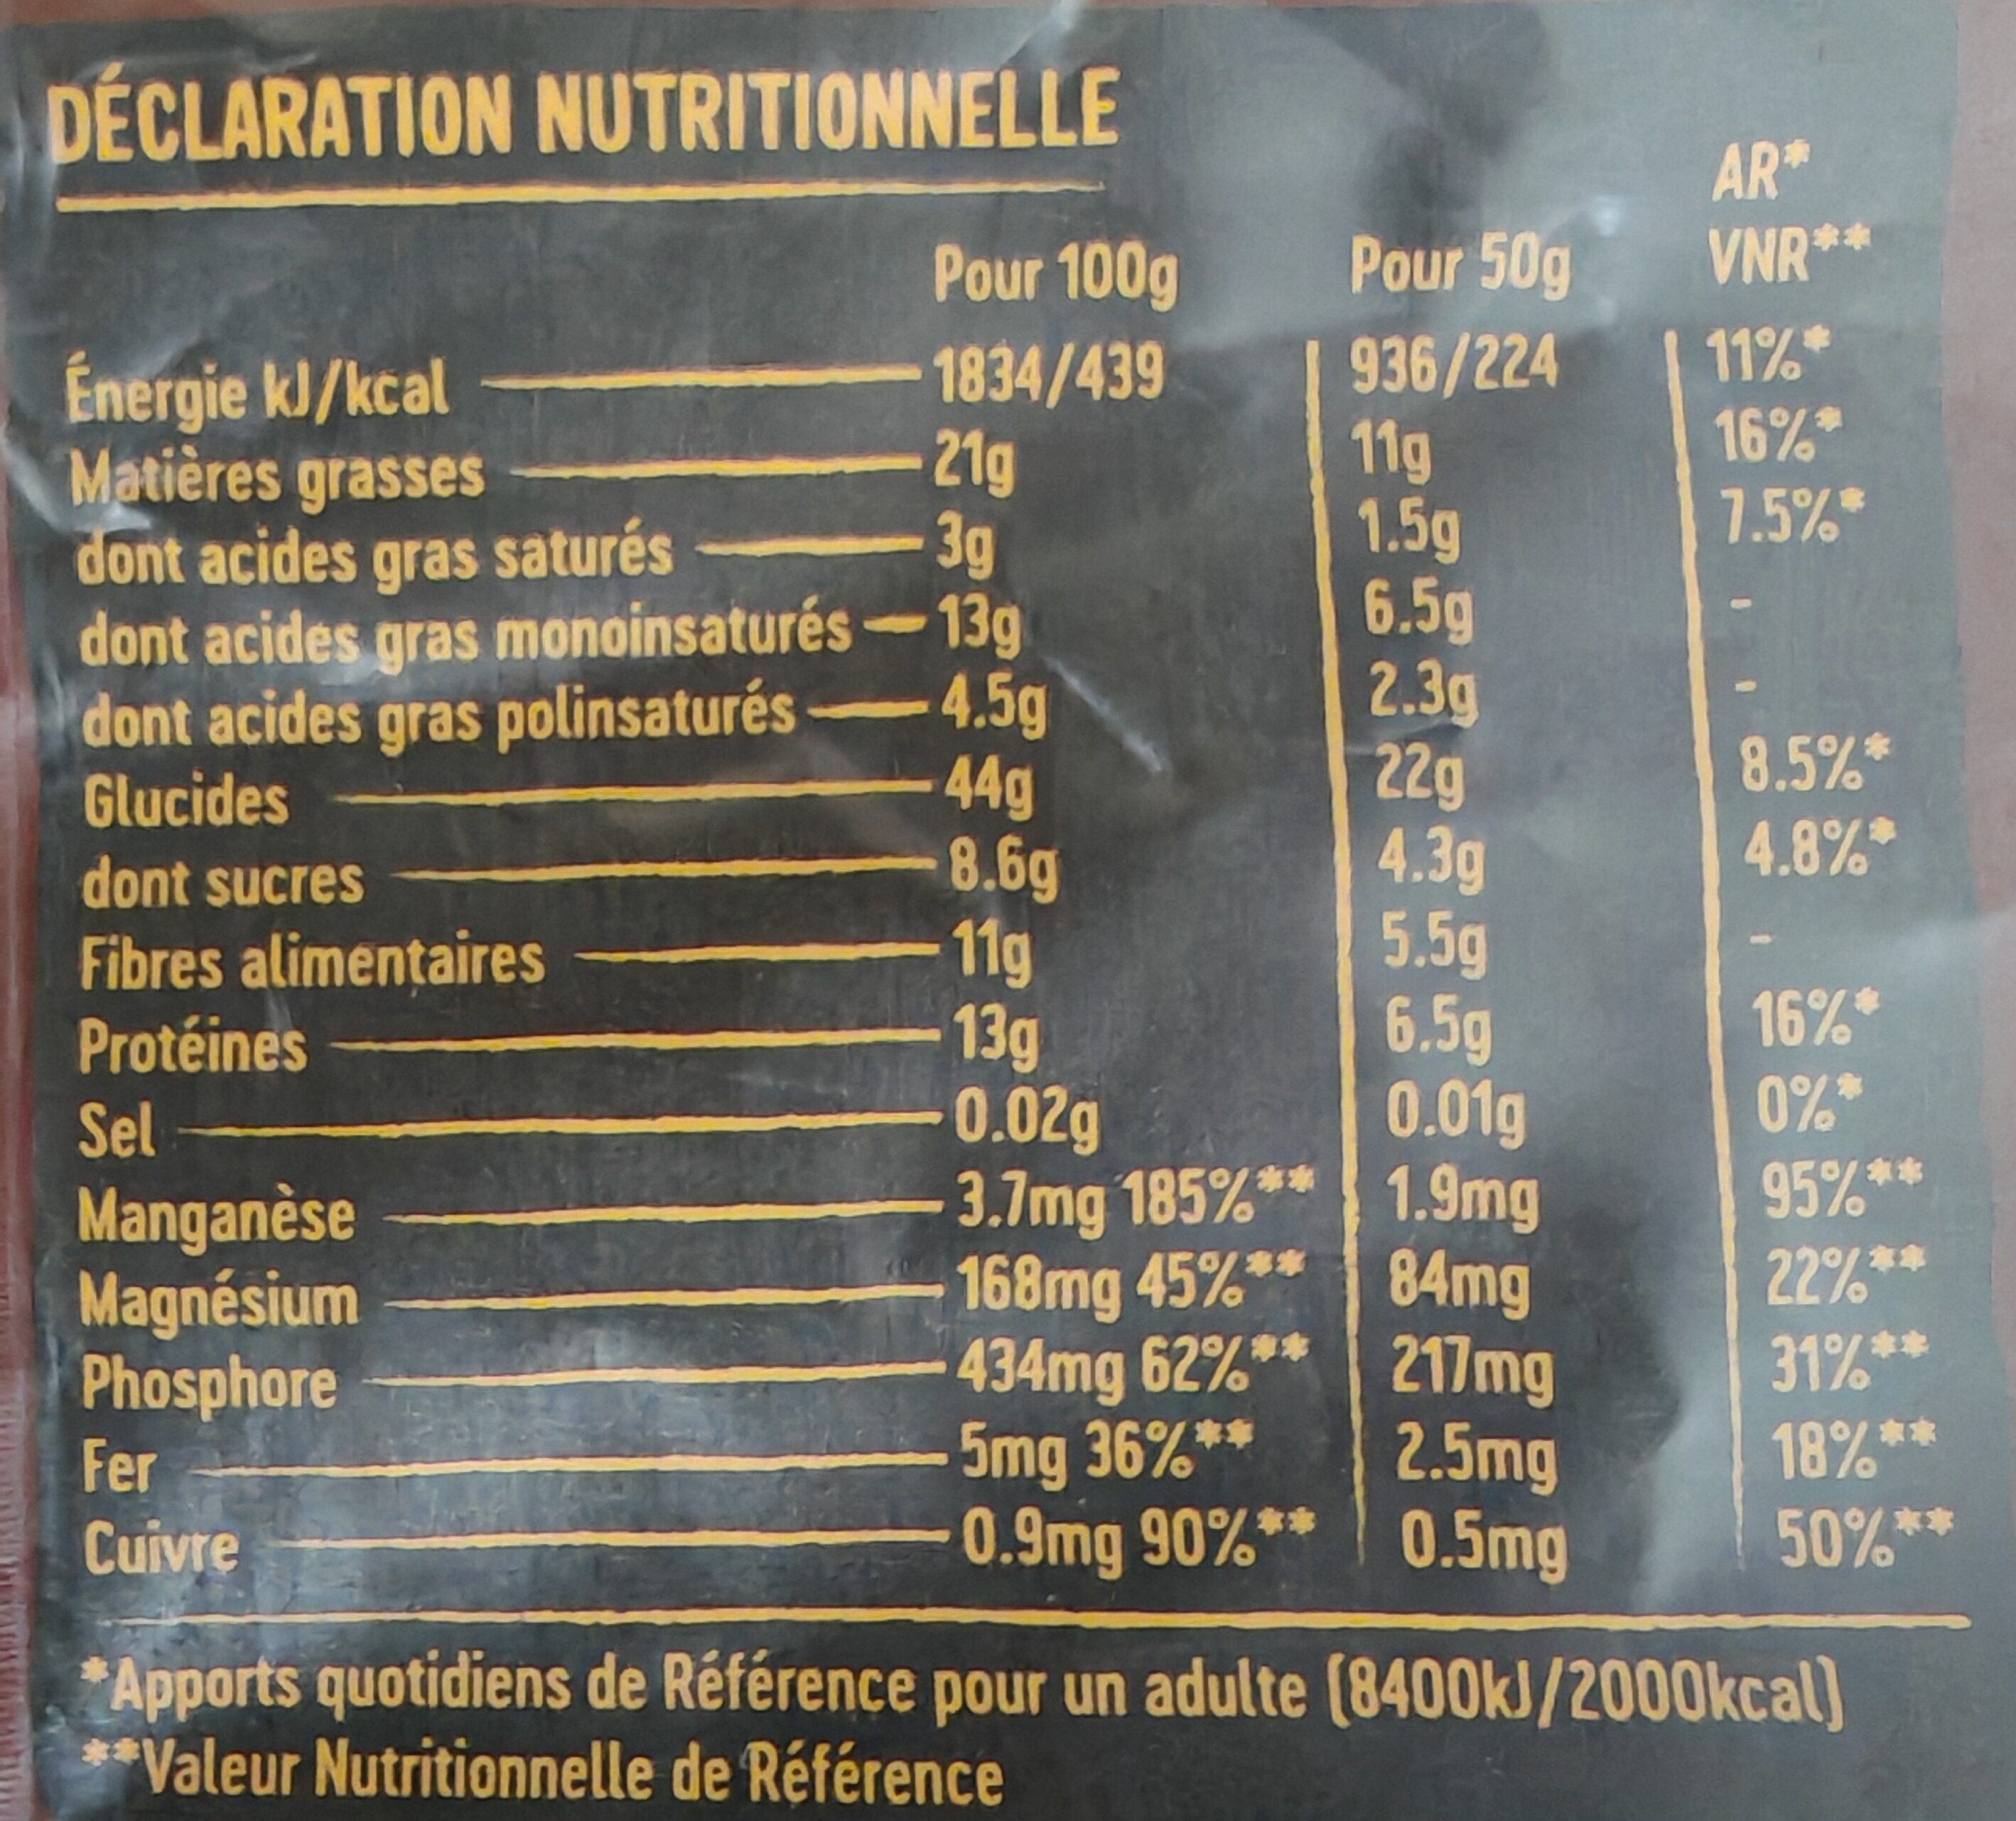 DÉCLARATION NUTRITIONNELLE
AR*
Pour 100g Pour 50g VNR**
Énergie kJ/kcal 1834/439 936/224 11%*
Matières grasses 21g 11g 16%*
dont acides gras saturés 3g 1.5g 7.5%*
dont acides gras monoinsaturés 13g 6.5g -
dont acides gras polinsaturés 4.5g 2.3g -
Glucides 44g 22g 8.5%*
dont sucres 8.6g 4.3g 4.8%*
Fibres alimentaires 11g 5.5g -
Protéines 13g 6.5g 16%*
Sel 0.02g 0.01g 0%*
Manganèse 3.7mg 185%** 1.9mg 95%**
Magnésium 168mg 45%** 84mg 22%**
Phosphore 434mg 62%** 217mg 31%**
Fer 5mg 36%** 2.5mg 18%**
Cuivre 0.9mg 90%** 0.5mg 50%**
*Apports quotidiens de Référence pour un adulte (8400kJ/2000kcal)
**Valeur Nutritionnelle de Référence